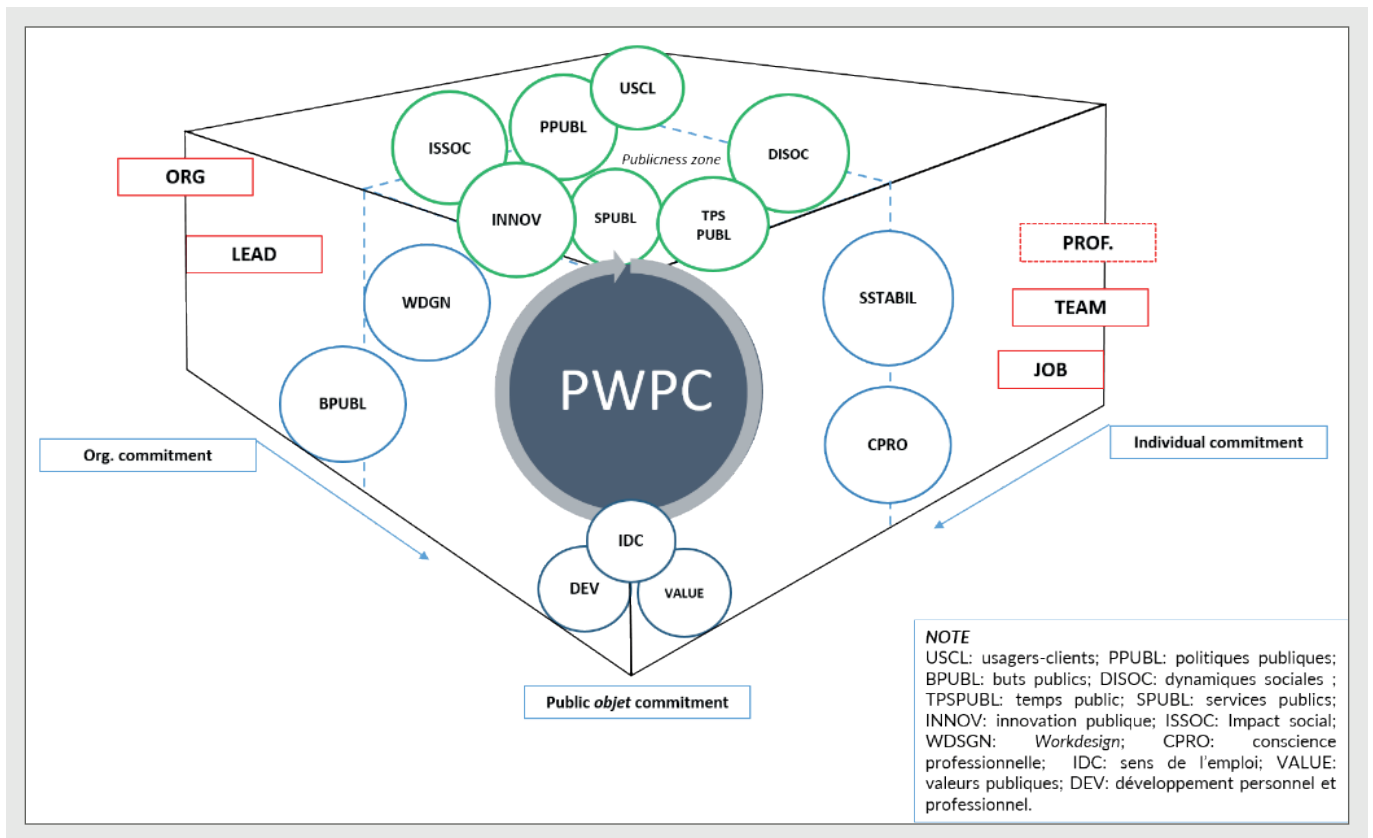 USCL
PPUBL
ISSOC
DISOC
Publicness zone
ORG
INNOV
SPUBL
TPS
PUBL
LEAD
PROF.
WDGN
SSTABIL
TEAM
JOB
PWPC
BPUBL
CPRO
Org. commitment
Individual commitment
IDC
DEV
VALUE
Public objet commitment
NOTE
USCL: usagers-clients; PPUBL: politiques publiques;
BPUBL: buts publics; DISOC: dynamiques sociales ;
TPSPUBL: temps public; SPUBL: services publics;
INNOV: innovation publique; ISSOC: Impact social;
WDSGN: Workdesign; CPRO: conscience
professionnelle; IDC: sens de l'emploi; VALUE:
valeurs publiques; DEV: développement personnel et
professionnel.